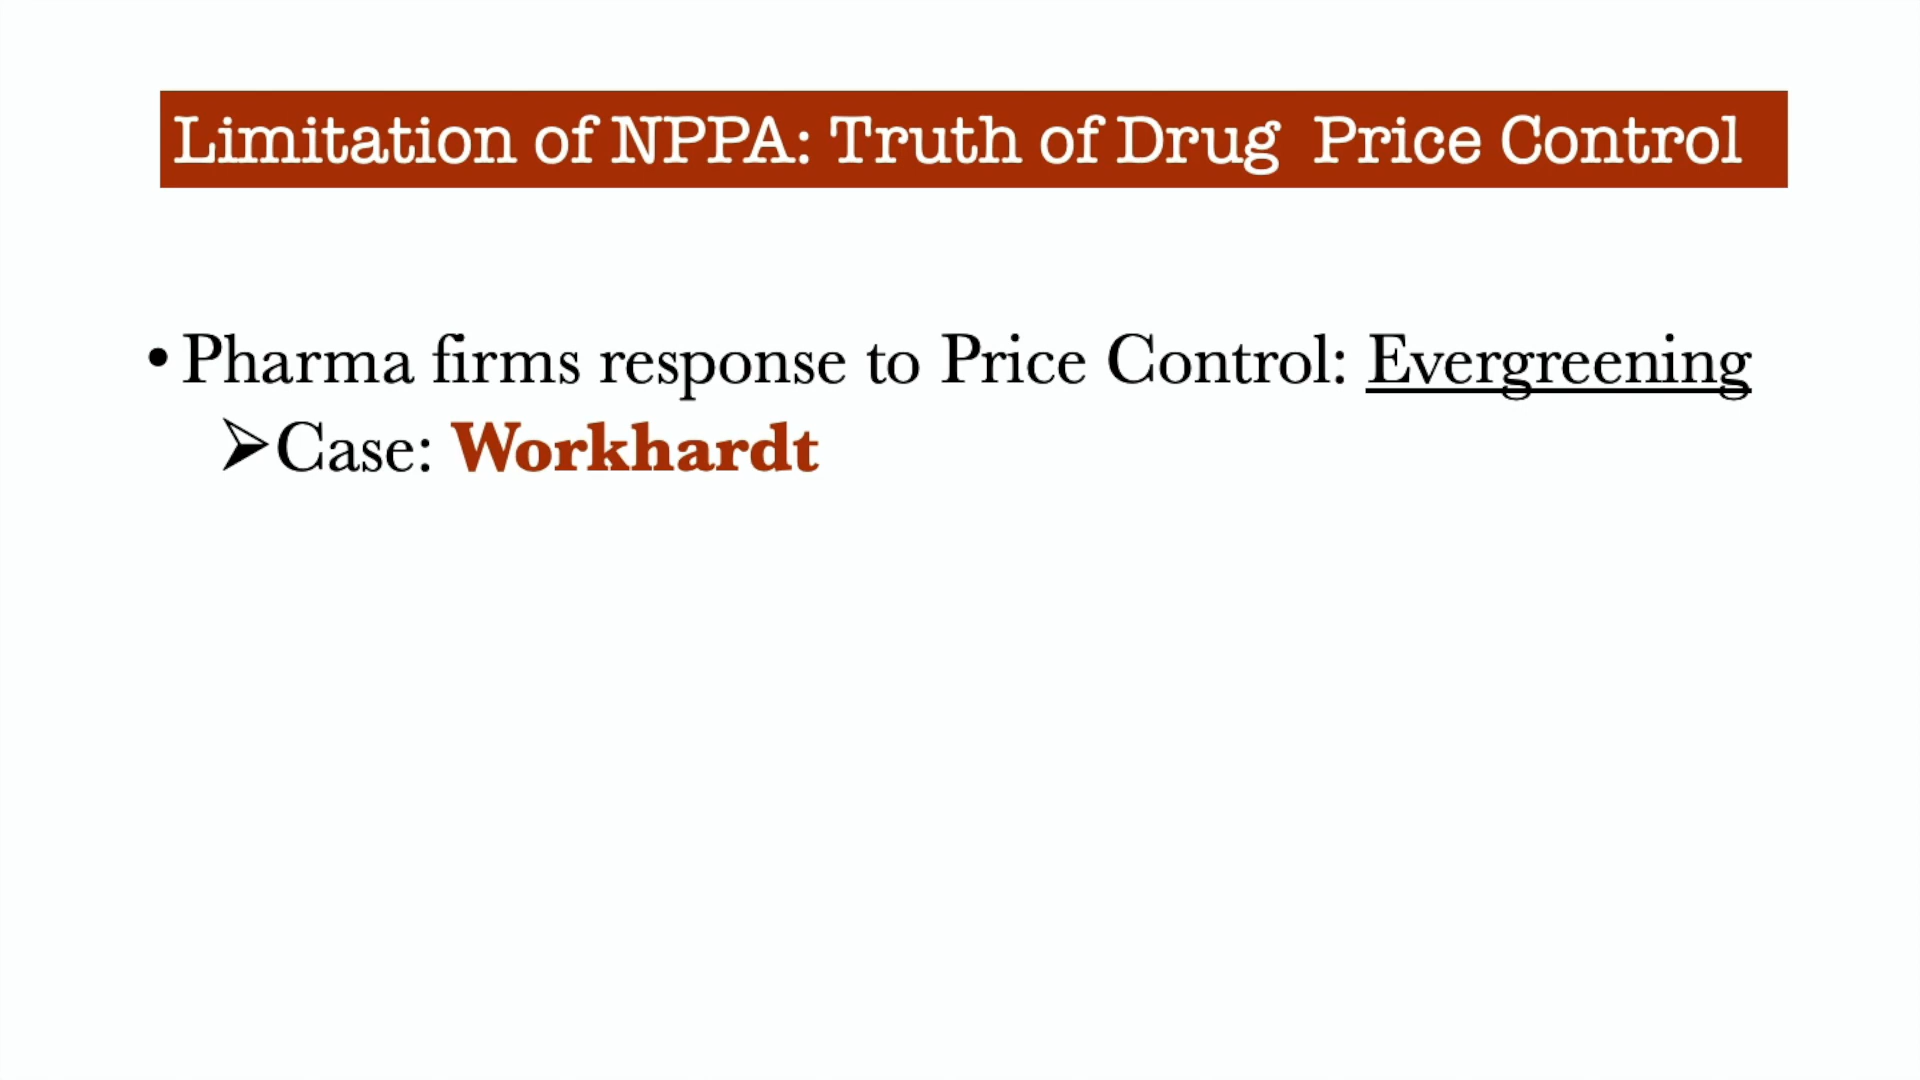 Limitation of NPPA: Truth of Drug Price Control
• Pharma firms response to Price Control: Evergreening
➢Case: Workhardt